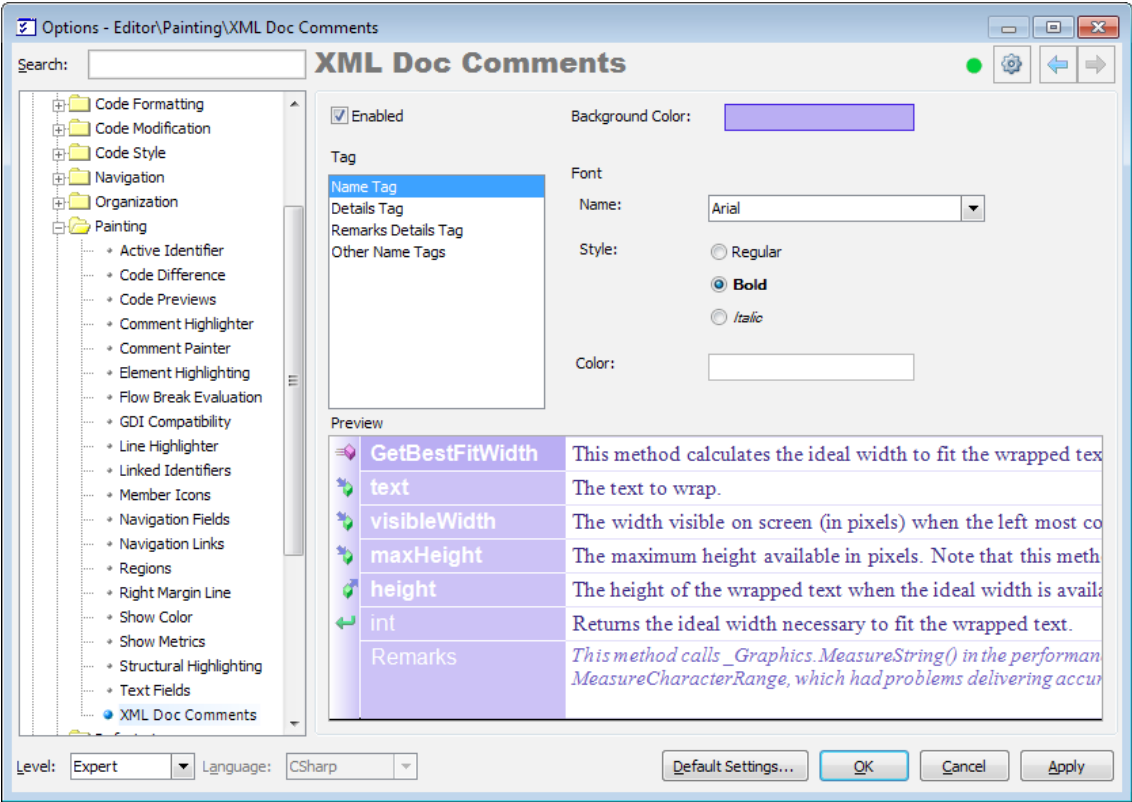 Options - Editor\Painting\XML Doc Comments
Search:
XML Doc Comments
Code Formatting
Code Modification
Code Style
Navigation
Organization
Painting
Active Identifier
Code Difference
Code Previews
Comment Highlighter
Comment Painter
Element Highlighting
Flow Break Evaluation
GDI Compatibility
Line Highlighter
Linked Identifiers
Member Icons
Navigation Fields
Navigation Links
Regions
Right Margin Line
Show Color
Show Metrics
Structural Highlighting
Text Fields
XML Doc Comments
Enabled
Background Color:
Tag
Name Tag
Details Tag
Remarks Details Tag
Other Name Tags
Font
Name: Arial
Style: Regular
Bold
Italic
Color:
Preview
GetBestFitWidth This method calculates the ideal width to fit the wrapped tex
text The text to wrap.
visibleWidth The width visible on screen (in pixels) when the left most co
maxHeight The maximum height available in pixels. Note that this meth
height The height of the wrapped text when the ideal width is availa
int Returns the ideal width necessary to fit the wrapped text.
Remarks This method calls _Graphics.MeasureString() in the performan
MeasureCharacterRange, which had problems delivering accur
Level: Expert Language: CSharp Default Settings... OK Cancel Apply